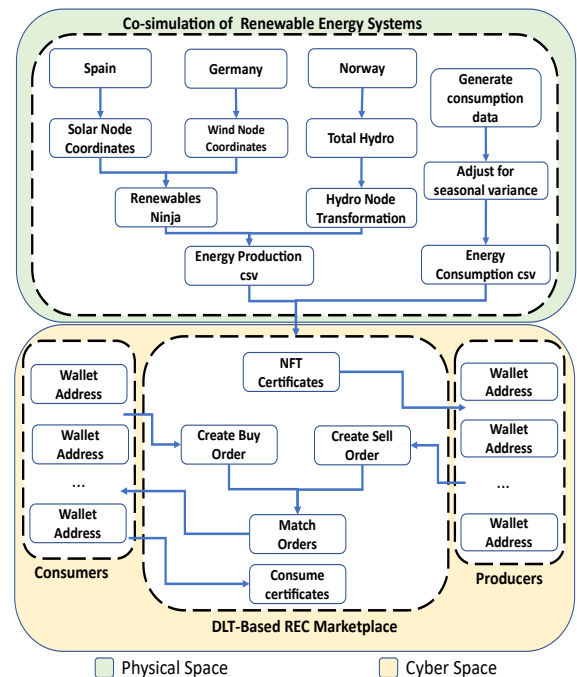 Co-simulation of Renewable Energy Systems
Spain
Germany
Norway
Generate
consumption
data
Solar Node
Coordinates
Wind Node
Coordinates
Total Hydro
Adjust for
seasonal variance
Renewables
Ninja
Hydro Node
Transformation
Energy Production
csv
Energy
Consumption csv
Wallet
Address
Wallet
Address
...
Wallet
Address
Consumers
NFT
Certificates
Create Buy
Order
Create Sell
Order
Match
Orders
Consume
certificates
DLT-Based REC Marketplace
Wallet
Address
Wallet
Address
...
Wallet
Address
Producers
Physical Space
Cyber Space